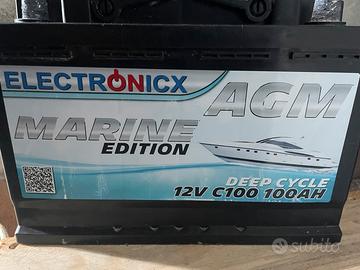 ELECTRONICX
AGM
MARINE
EDITION
DEEP CYCLE
12V C100 100AH
subito